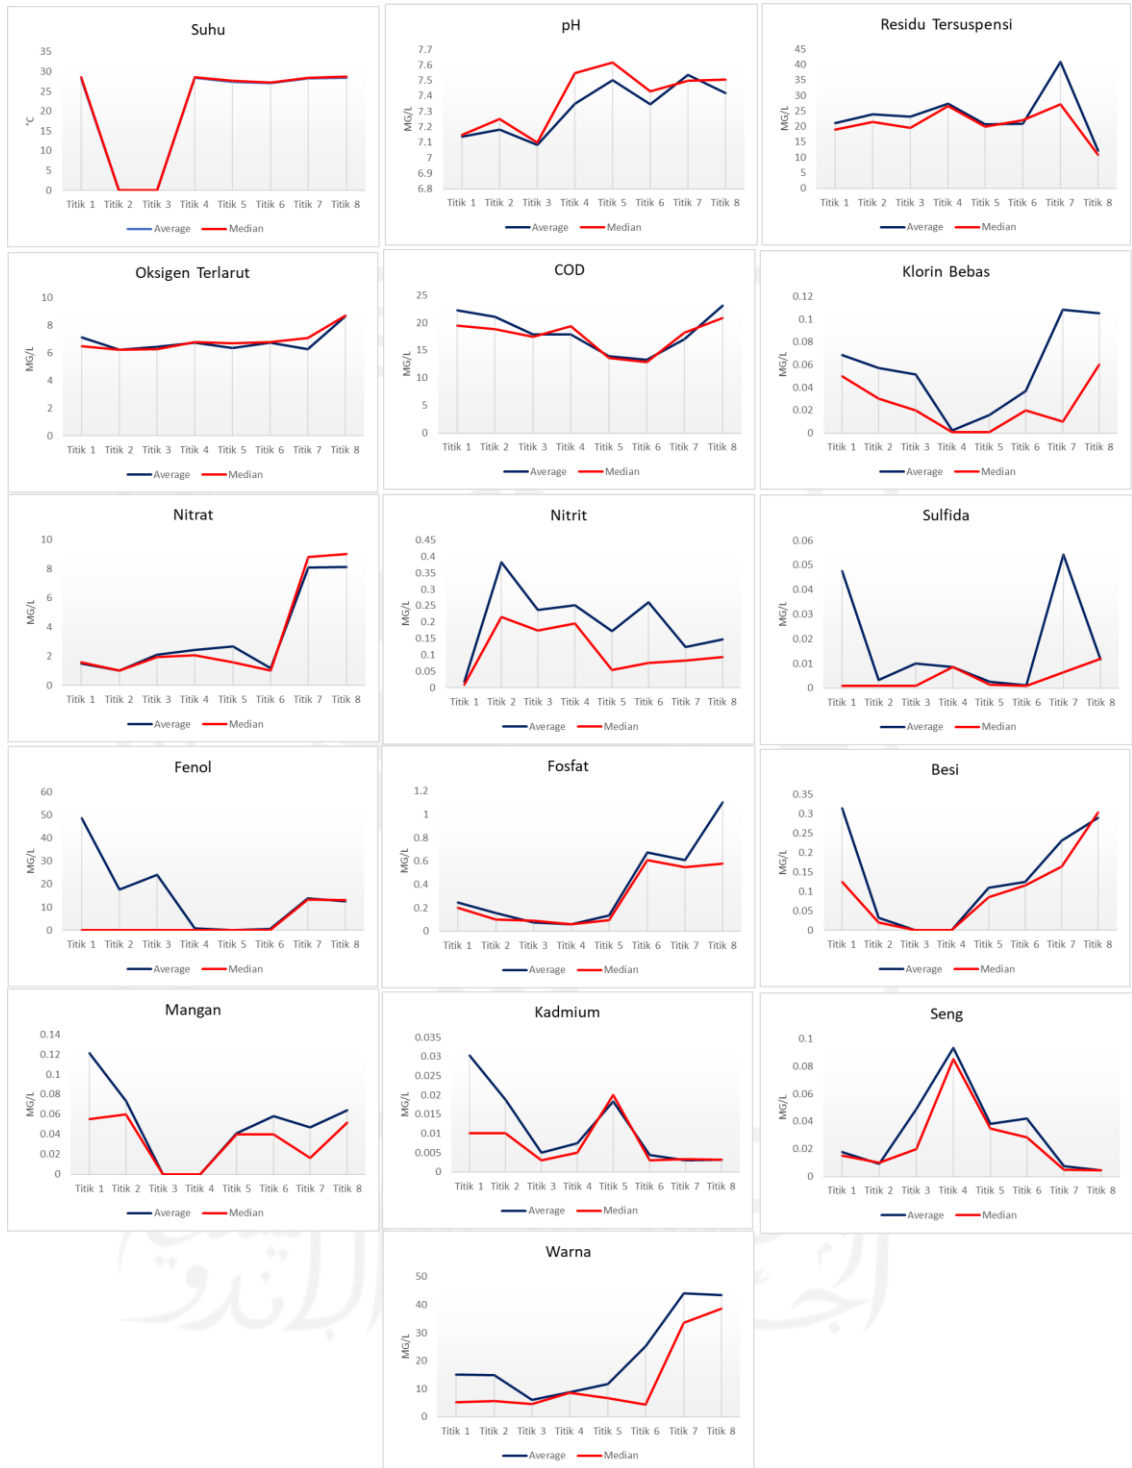 Suhu
35
30
25
20
15
10
5
0
°C
Titik 1 Titik 2 Titik 3 Titik 4 Titik 5 Titik 6 Titik 7 Titik 8
Average Median
pH
7.7
7.6
7.5
7.4
7.3
7.2
7.1
7
6.9
6.8
MG/L
Titik 1 Titik 2 Titik 3 Titik 4 Titik 5 Titik 6 Titik 7 Titik 8
Average Median
Residu Tersuspensi
45
40
35
30
25
20
15
10
5
0
MG/L
Titik 1 Titik 2 Titik 3 Titik 4 Titik 5 Titik 6 Titik 7 Titik 8
Average Median
Oksigen Terlarut
10
8
6
4
2
0
MG/L
Titik 1 Titik 2 Titik 3 Titik 4 Titik 5 Titik 6 Titik 7 Titik 8
Average Median
COD
25
20
15
10
5
0
MG/L
Titik 1 Titik 2 Titik 3 Titik 4 Titik 5 Titik 6 Titik 7 Titik 8
Average Median
Klorin Bebas
0.12
0.1
0.08
0.06
0.04
0.02
0
MG/L
Titik 1 Titik 2 Titik 3 Titik 4 Titik 5 Titik 6 Titik 7 Titik 8
Average Median
Nitrat
10
8
6
4
2
0
MG/L
Titik 1 Titik 2 Titik 3 Titik 4 Titik 5 Titik 6 Titik 7 Titik 8
Average Median
Nitrit
0.45
0.4
0.35
0.3
0.25
0.2
0.15
0.1
0.05
0
MG/L
Titik 1 Titik 2 Titik 3 Titik 4 Titik 5 Titik 6 Titik 7 Titik 8
Average Median
Sulfida
0.06
0.05
0.04
0.03
0.02
0.01
0
MG/L
Titik 1 Titik 2 Titik 3 Titik 4 Titik 5 Titik 6 Titik 7 Titik 8
Average Median
Fenol
60
50
40
30
20
10
0
MG/L
Titik 1 Titik 2 Titik 3 Titik 4 Titik 5 Titik 6 Titik 7 Titik 8
Average Median
Fosfat
1.2
1
0.8
0.6
0.4
0.2
0
MG/L
Titik 1 Titik 2 Titik 3 Titik 4 Titik 5 Titik 6 Titik 7 Titik 8
Average Median
Besi
0.35
0.3
0.25
0.2
0.15
0.1
0.05
0
MG/L
Titik 1 Titik 2 Titik 3 Titik 4 Titik 5 Titik 6 Titik 7 Titik 8
Average Median
Mangan
0.14
0.12
0.1
0.08
0.06
0.04
0.02
0
MG/L
Titik 1 Titik 2 Titik 3 Titik 4 Titik 5 Titik 6 Titik 7 Titik 8
Average Median
Kadmium
0.035
0.03
0.025
0.02
0.015
0.01
0.005
0
MG/L
Titik 1 Titik 2 Titik 3 Titik 4 Titik 5 Titik 6 Titik 7 Titik 8
Average Median
Seng
0.1
0.08
0.06
0.04
0.02
0
MG/L
Titik 1 Titik 2 Titik 3 Titik 4 Titik 5 Titik 6 Titik 7 Titik 8
Average Median
Warna
50
40
30
20
10
0
MG/L
Titik 1 Titik 2 Titik 3 Titik 4 Titik 5 Titik 6 Titik 7 Titik 8
Average Median